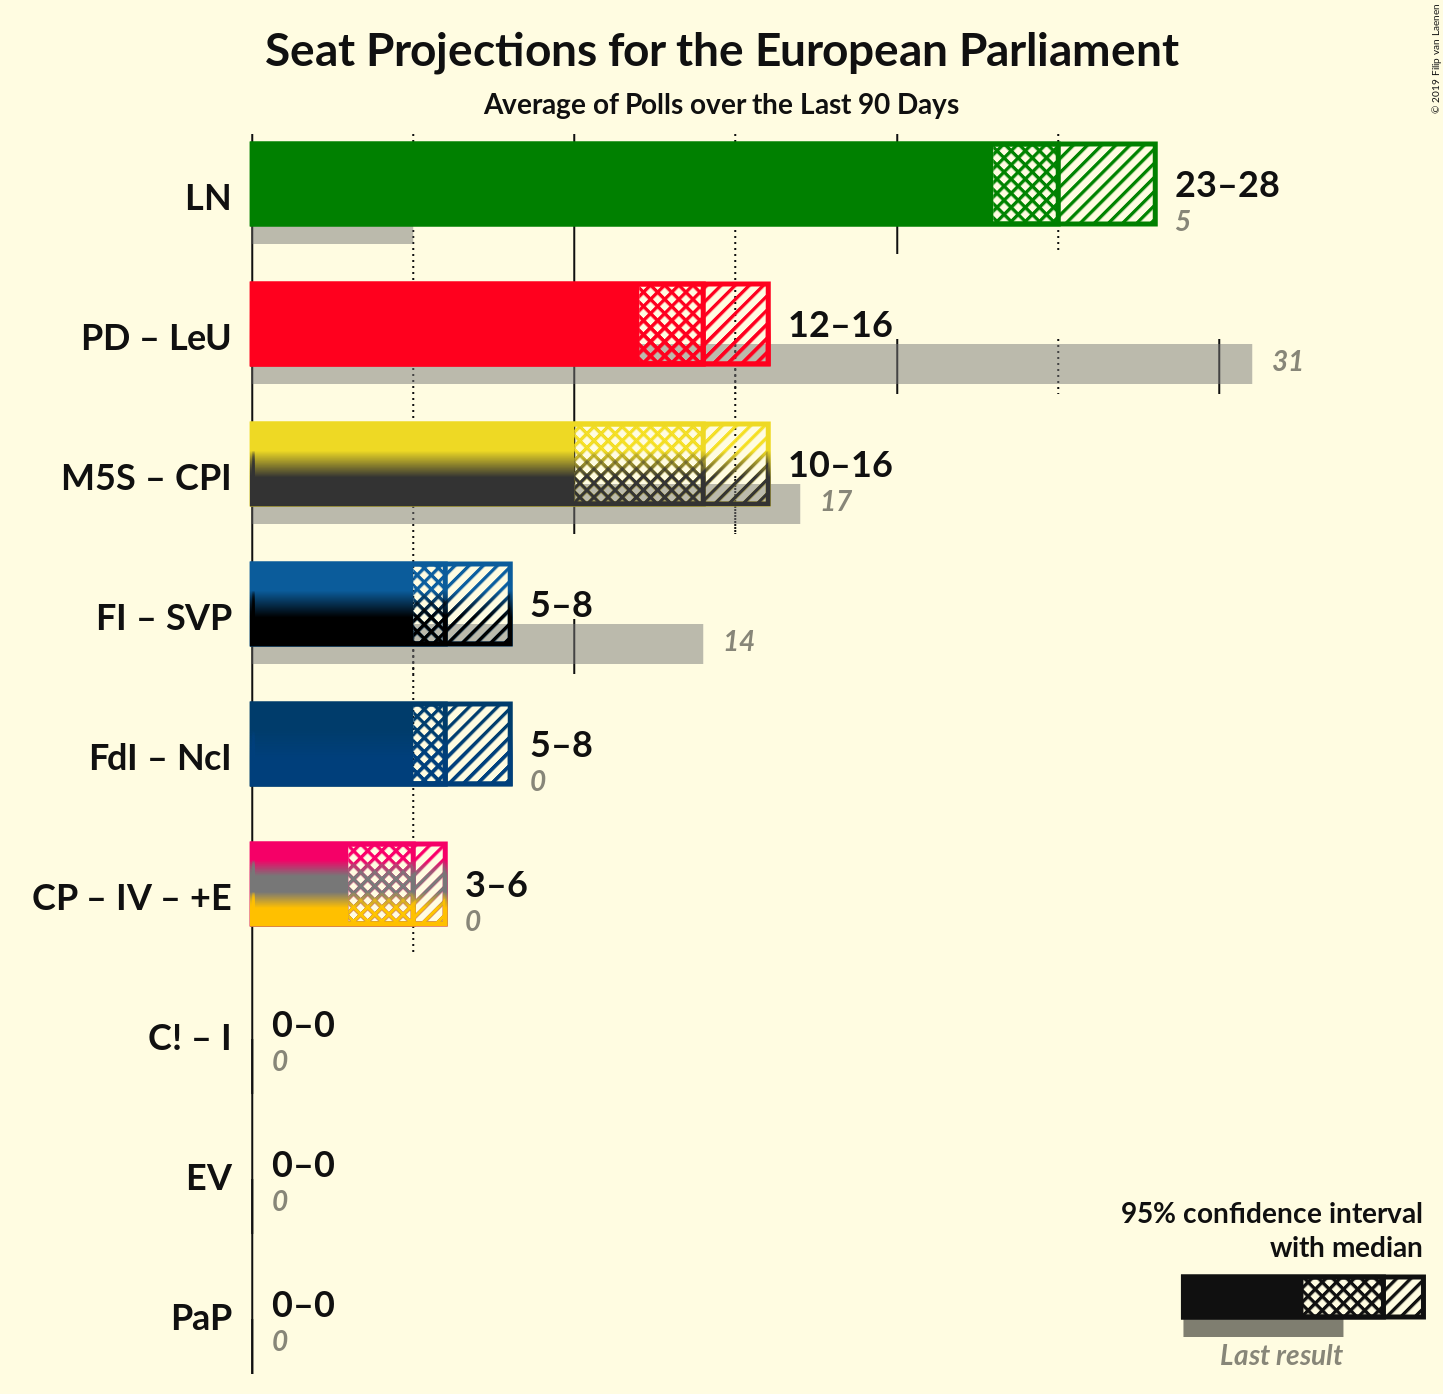 Seat Projections for the European Parliament
Average of Polls over the Last 90 Days
© 2019 Filip van Laenen
LN
23–28
5
PD – LeU
12–16
31
M5S – CPI
10–16
17
FI – SVP
5–8
14
FdI – NcI
5–8
0
CP – IV – +E
3–6
0
C! – I
0–0
0
EV
0–0
0
PaP
0–0
0
95% confidence interval
with median
Last result